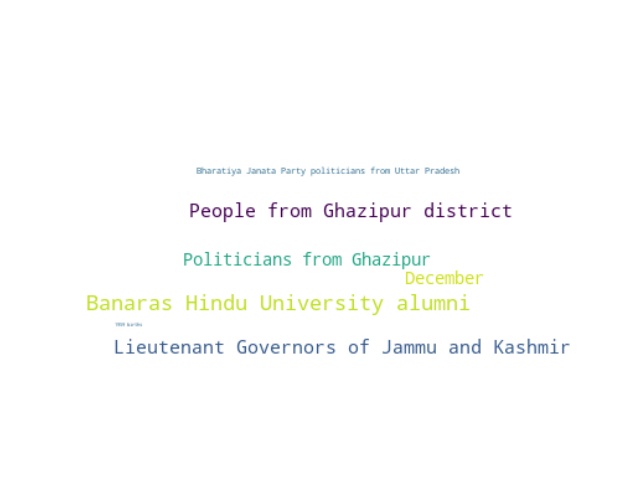 Bharatiya Janata Party politicians from Uttar Pradesh
People from Ghazipur district
Politicians from Ghazipur
December
Banaras Hindu University alumni
births
Lieutenant Governors of Jammu and Kashmir